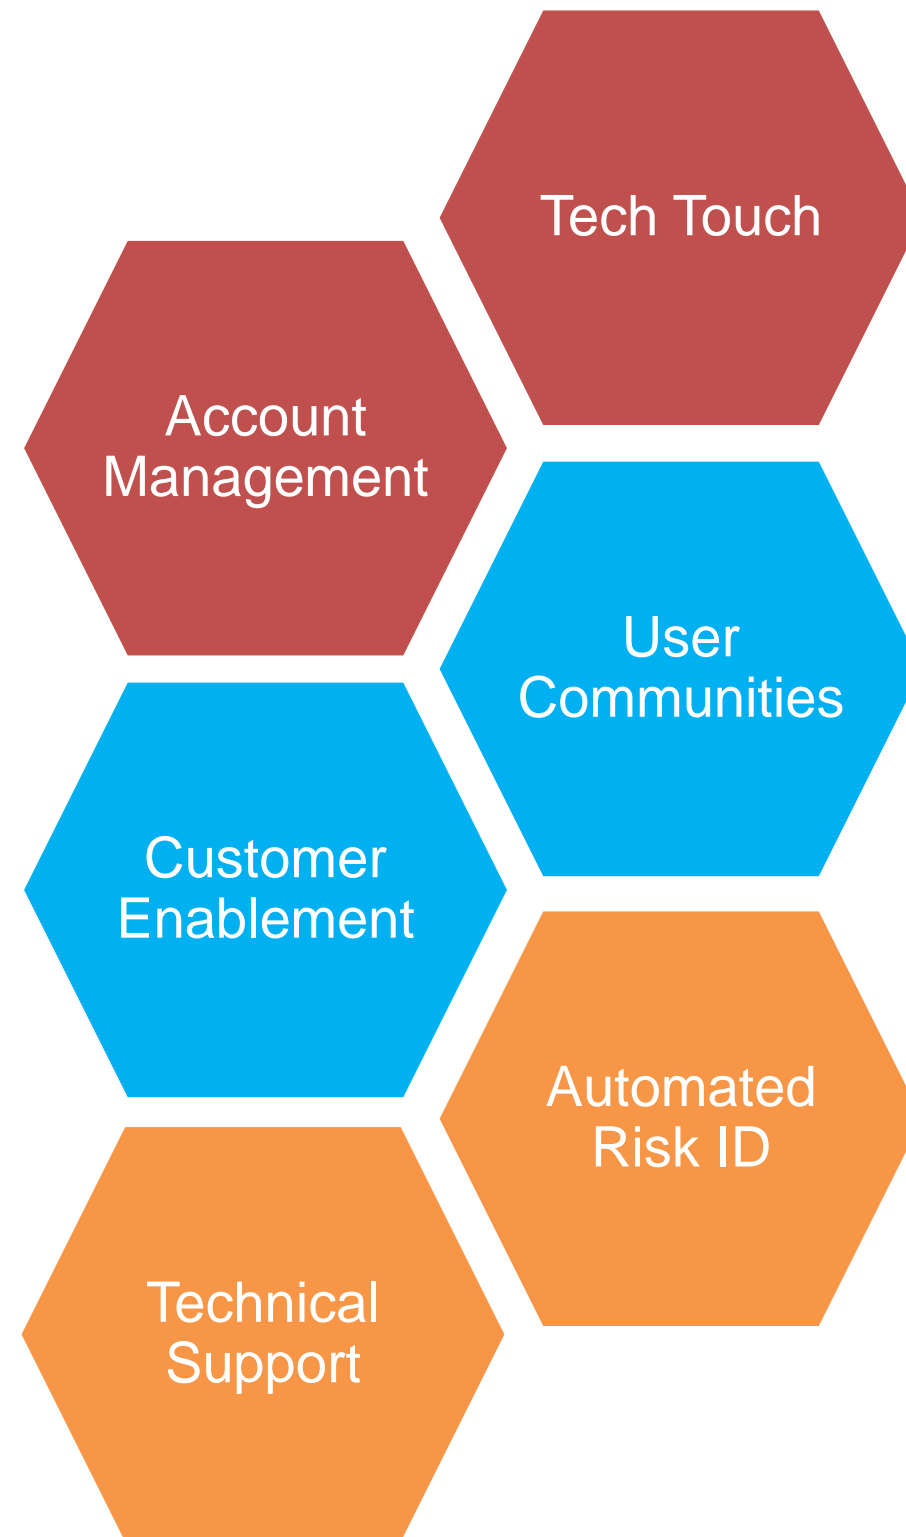 Tech Touch
Account
Management
User
Communities
Customer
Enablement
Automated
Risk ID
Technical
Support